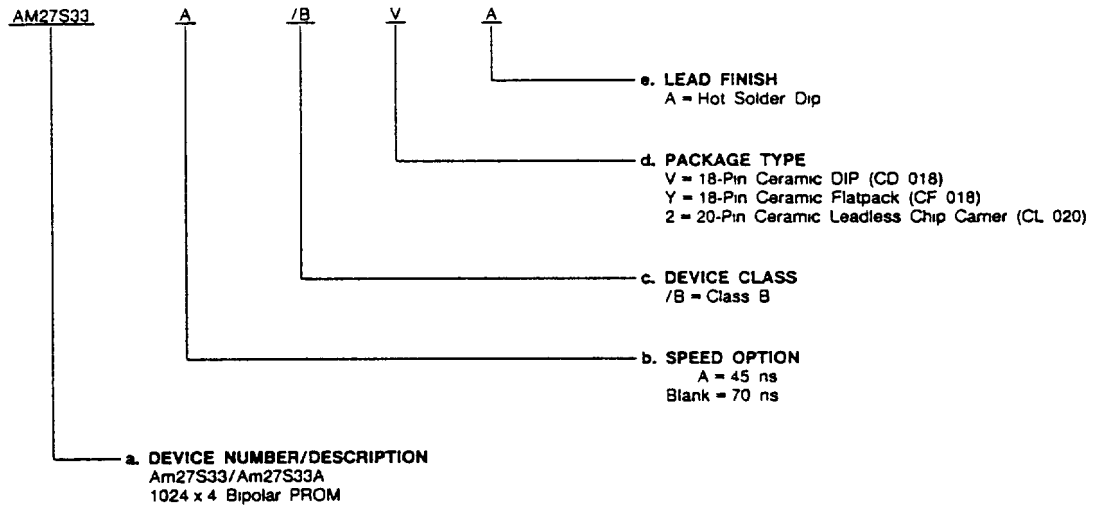 AM27S33 A /B V A
e. LEAD FINISH
A = Hot Solder Dip
d. PACKAGE TYPE
V = 18-Pin Ceramic DIP (CD 018)
Y = 18-Pin Ceramic Flatpack (CF 018)
2 = 20-Pin Ceramic Leadless Chip Carrier (CL 020)
c. DEVICE CLASS
/B = Class B
b. SPEED OPTION
A = 45 ns
Blank = 70 ns
a. DEVICE NUMBER/DESCRIPTION
Am27S33/Am27S33A
1024 x 4 Bipolar PROM